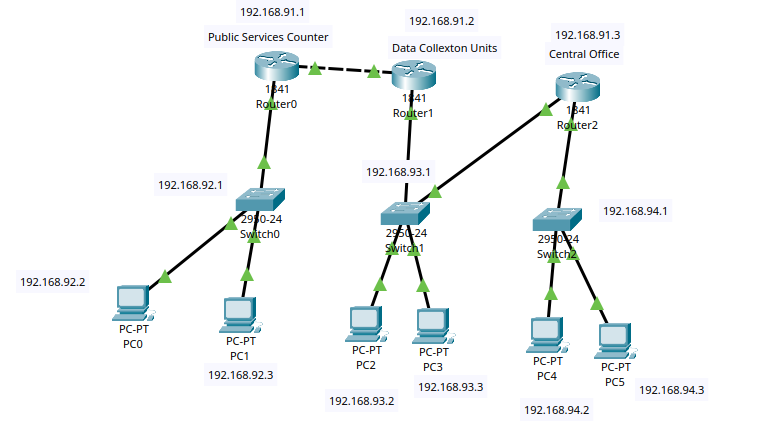 192.168.91.1
192.168.91.2
192.168.91.3
Public Services Counter
Data Collexton Units
Central Office
1841
Router0
1841
Router1
1841
Router2
192.168.92.1
192.168.93.1
192.168.94.1
2950-24
Switch0
2950-24
Switch1
2950-24
Switch2
192.168.92.2
PC-PT
PC0
PC-PT
PC1
PC-PT
PC2
PC-PT
PC3
PC-PT
PC4
PC-PT
PC5
192.168.92.3
192.168.93.2
192.168.93.3
192.168.94.2
192.168.94.3